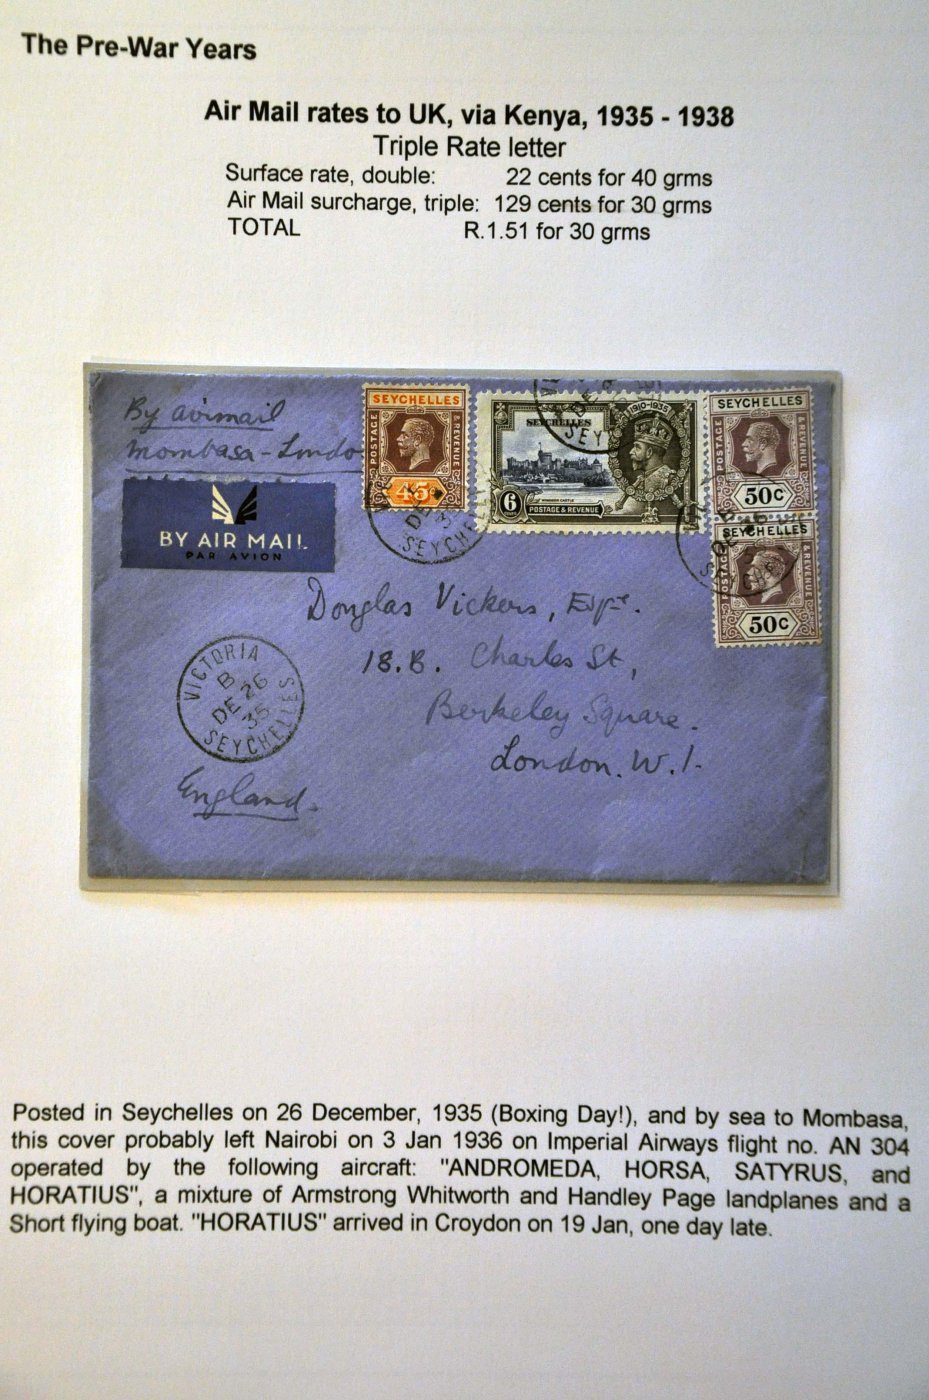 The Pre-War Years
Air Mail rates to UK, via Kenya, 1935 - 1938
Triple Rate letter
Surface rate, double: 22 cents for 40 grms
Air Mail surcharge, triple: 129 cents for 30 grms
TOTAL R.1.51 for 30 grms
By airmail
Mombasa - London
BY AIR MAIL
PAR AVION
SEYCHELLES
POSTAGE & REVENUE
45c
1910-1935
SEYCHELLES
6
CENTS
WINDSOR CASTLE
POSTAGE & REVENUE
SEYCHELLES
POSTAGE & REVENUE
50C
SEYCHELLES
& REVENUE
50C
Douglas Vickers, Esqre.
18.B. Charles St,
Berkeley Square.
London. W.1.
VICTORIA
B
DE 26
35
SEYCHELLES
England.
Posted in Seychelles on 26 December, 1935 (Boxing Day!), and by sea to Mombasa,
this cover probably left Nairobi on 3 Jan 1936 on Imperial Airways flight no. AN 304
operated by the following aircraft: "ANDROMEDA, HORSA, SATYRUS, and
HORATIUS", a mixture of Armstrong Whitworth and Handley Page landplanes and a
Short flying boat. "HORATIUS" arrived in Croydon on 19 Jan, one day late.